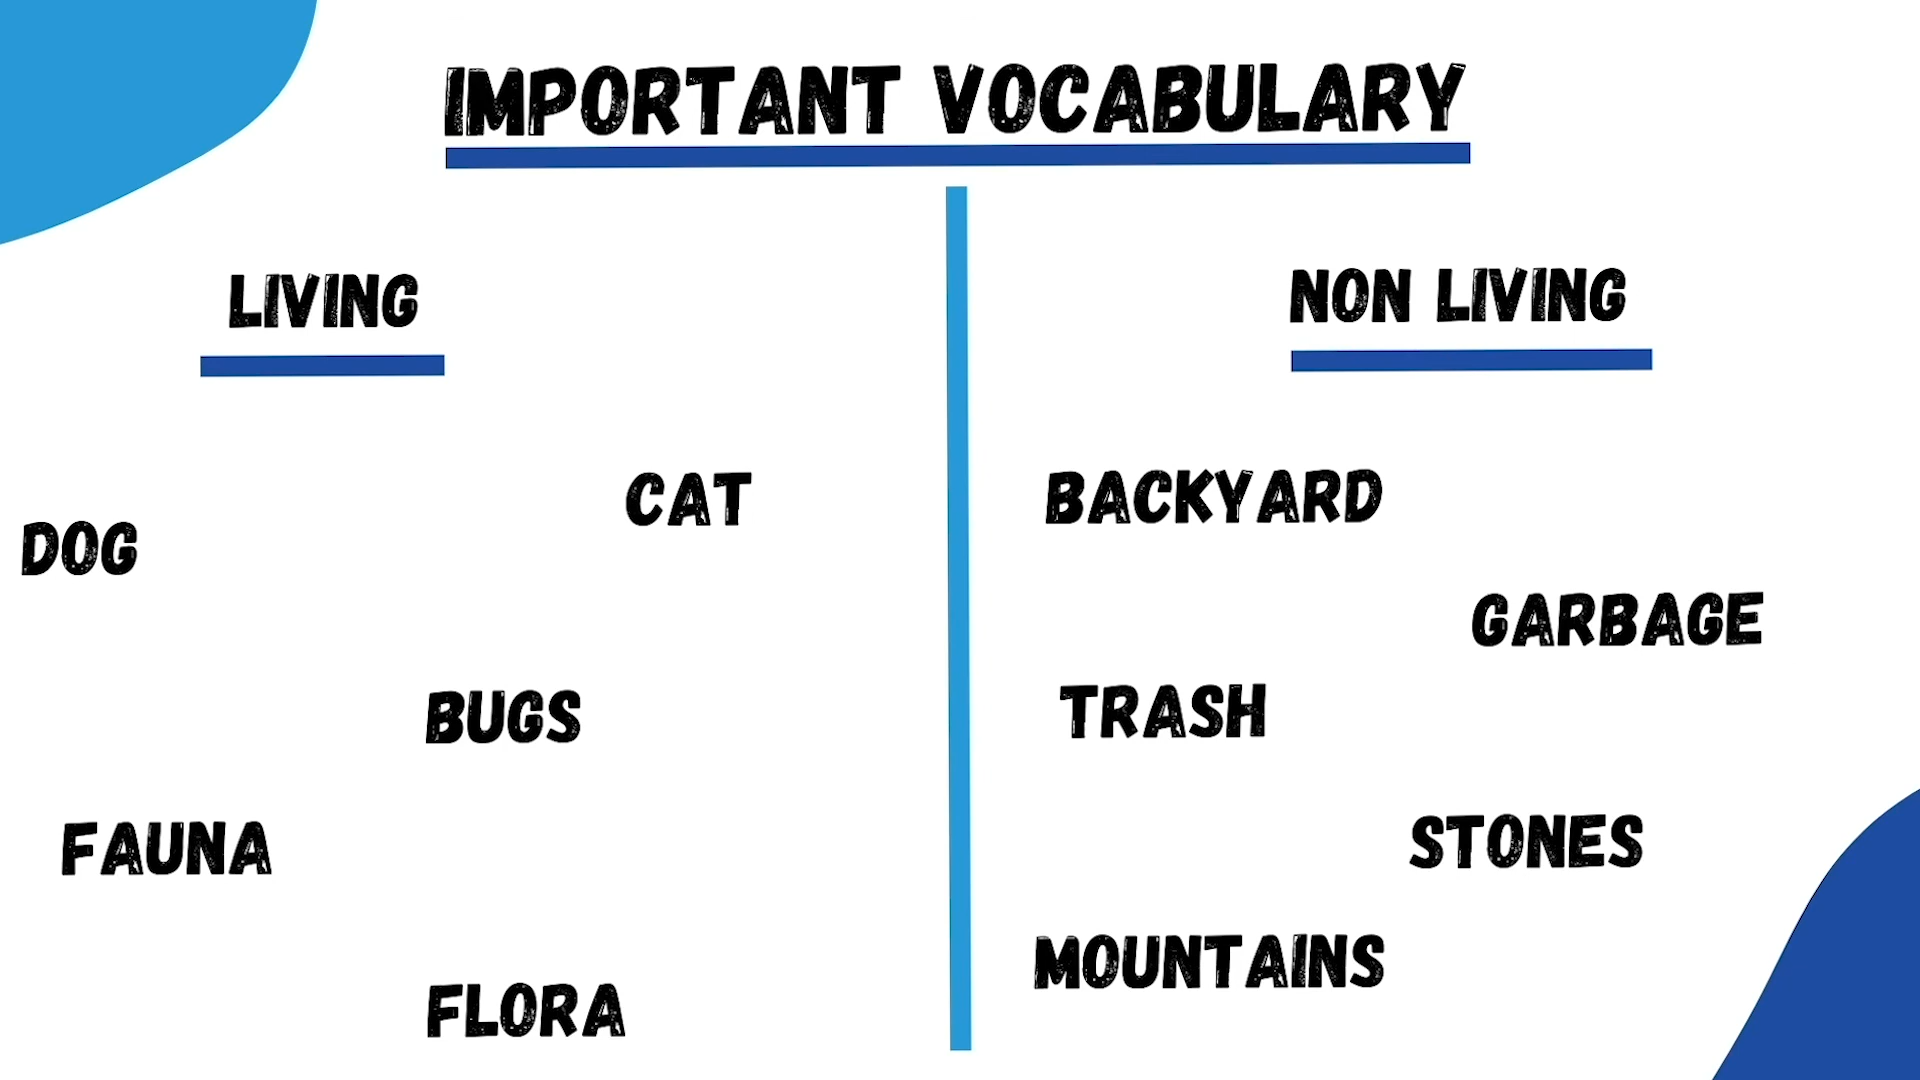 IMPORTANT VOCABULARY
LIVING
DOG
CAT
BUGS
FAUNA
FLORA
NON LIVING
BACKYARD
GARBAGE
TRASH
STONES
MOUNTAINS